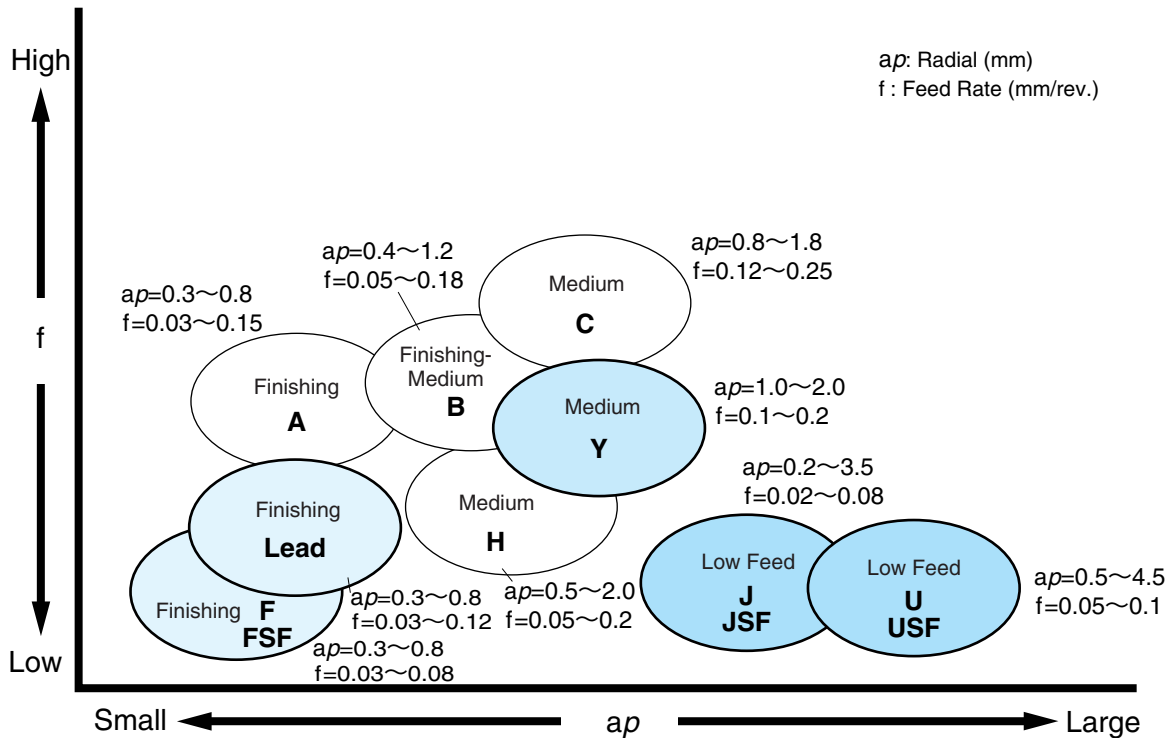 High
ap: Radial (mm)
f : Feed Rate (mm/rev.)
ap=0.4～1.2
f=0.05～0.18
ap=0.8～1.8
f=0.12～0.25
Medium
C
ap=0.3～0.8
f=0.03～0.15
f
Finishing-
Medium
B
Finishing
A
Medium
Y
ap=1.0～2.0
f=0.1～0.2
ap=0.2～3.5
f=0.02～0.08
Finishing
Lead
Medium
H
Low Feed
J
JSF
Low Feed
U
USF
ap=0.5～4.5
f=0.05～0.1
Finishing
F
FSF
ap=0.3～0.8
f=0.03～0.12
ap=0.5～2.0
f=0.05～0.2
ap=0.3～0.8
f=0.03～0.08
Low
Small
ap
Large